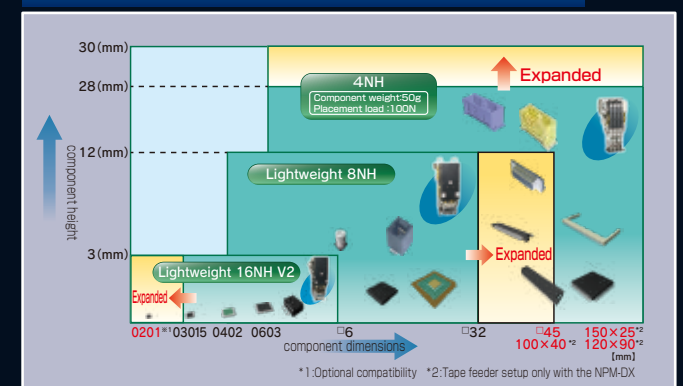 30(mm)
28(mm)
4NH
Component weight:50g
Placement load :100N
Expanded
12(mm)
Lightweight 8NH
component height
3(mm)
Lightweight 16NH V2
Expanded
Expanded
0201*1 03015 0402 0603 □6 □32 □45 150×25*2
100×40*2 120×90*2
component dimensions
[mm]
*1:Optional compatibility *2:Tape feeder setup only with the NPM-DX